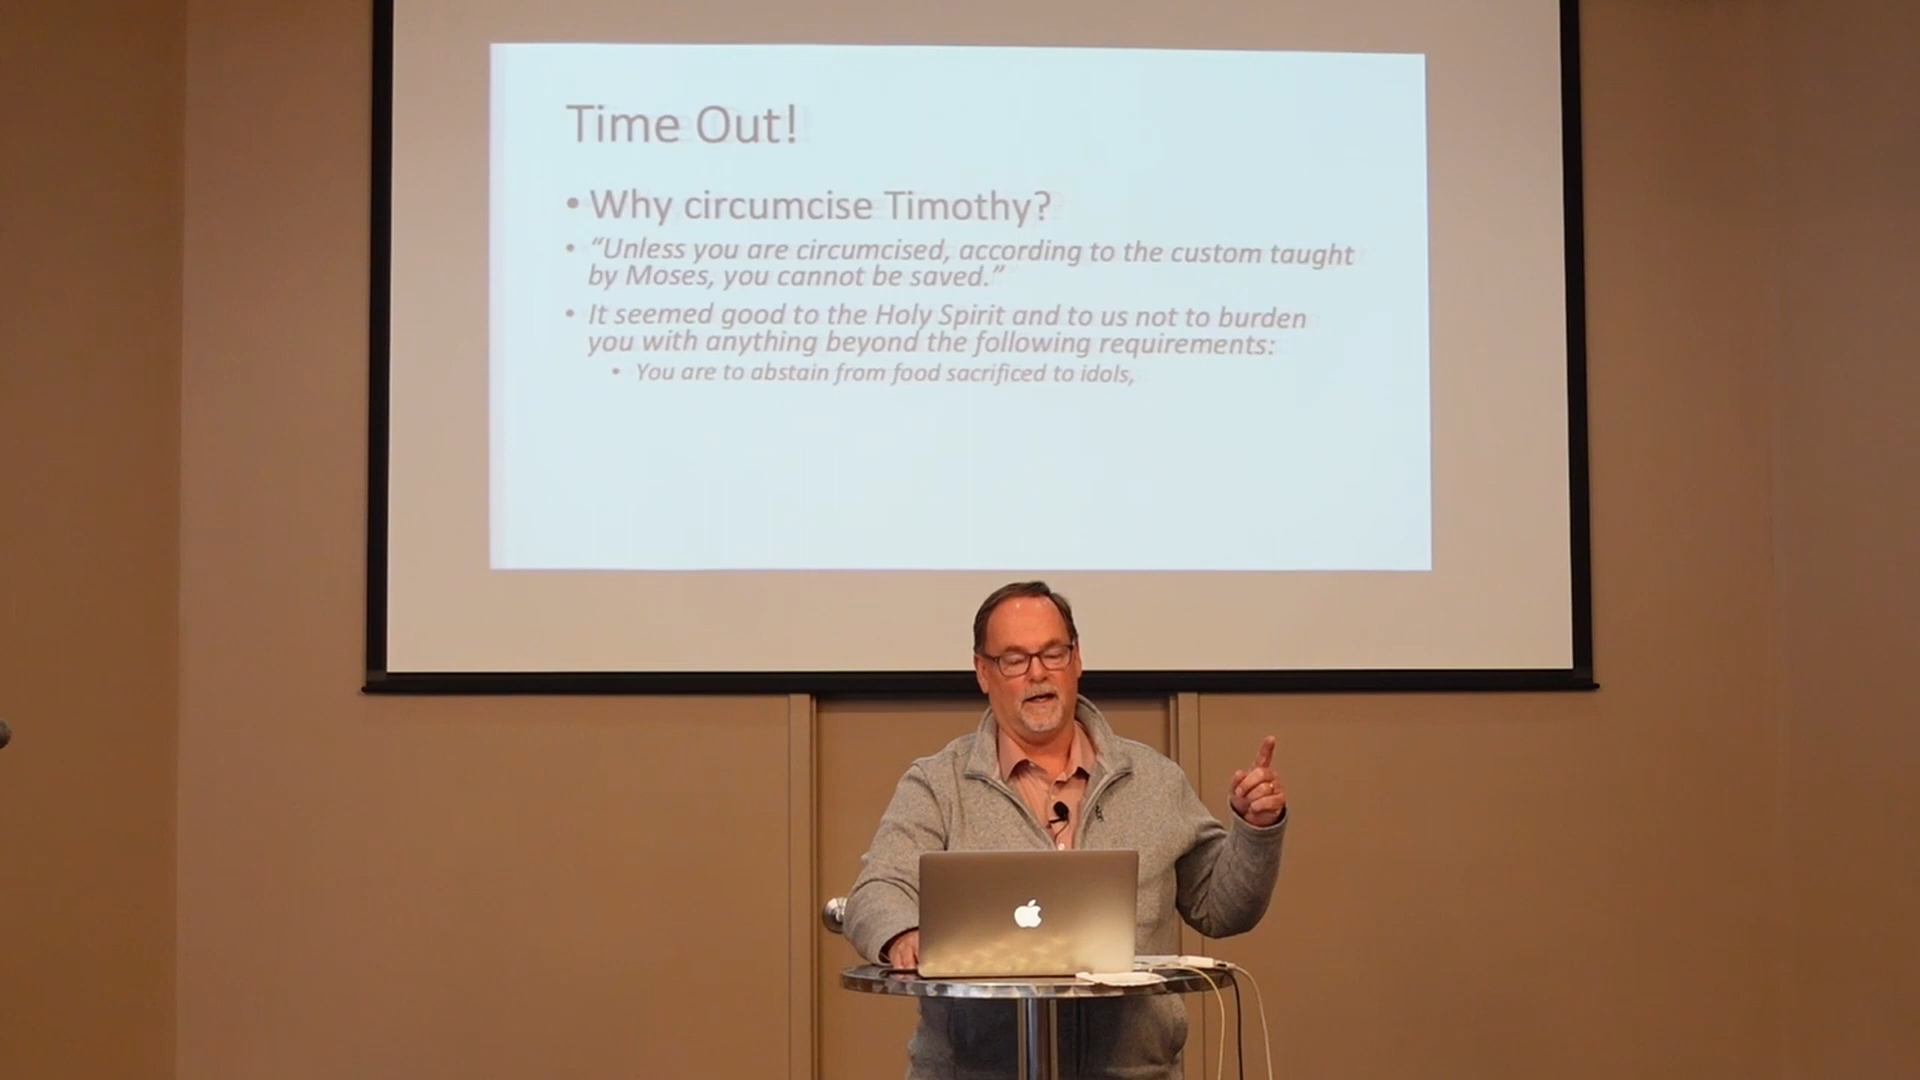 Time Out!
• Why circumcise Timothy?
• “Unless you are circumcised, according to the custom taught
by Moses, you cannot be saved.”
• It seemed good to the Holy Spirit and to us not to burden
you with anything beyond the following requirements:
• You are to abstain from food sacrificed to idols,